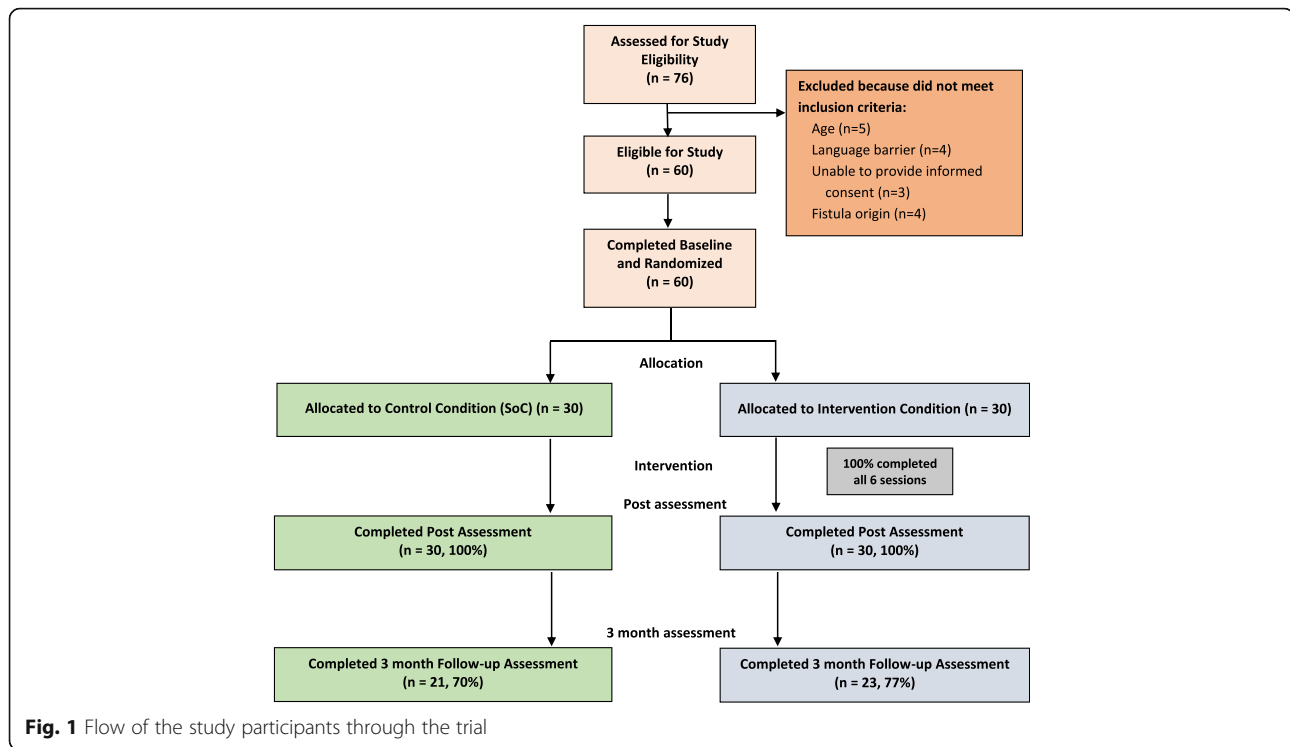 Assessed for Study
Eligibility
(n = 76)
Excluded because did not meet
inclusion criteria:
Age (n=5)
Language barrier (n=4)
Unable to provide informed
consent (n=3)
Fistula origin (n=4)
Eligible for Study
(n = 60)
Completed Baseline
and Randomized
(n = 60)
Allocation
Allocated to Control Condition (SoC) (n = 30)
Allocated to Intervention Condition (n = 30)
Intervention
100% completed
all 6 sessions
Post assessment
Completed Post Assessment
(n = 30, 100%)
Completed Post Assessment
(n = 30, 100%)
3 month assessment
Completed 3 month Follow-up Assessment
(n = 21, 70%)
Completed 3 month Follow-up Assessment
(n = 23, 77%)
Fig. 1 Flow of the study participants through the trial